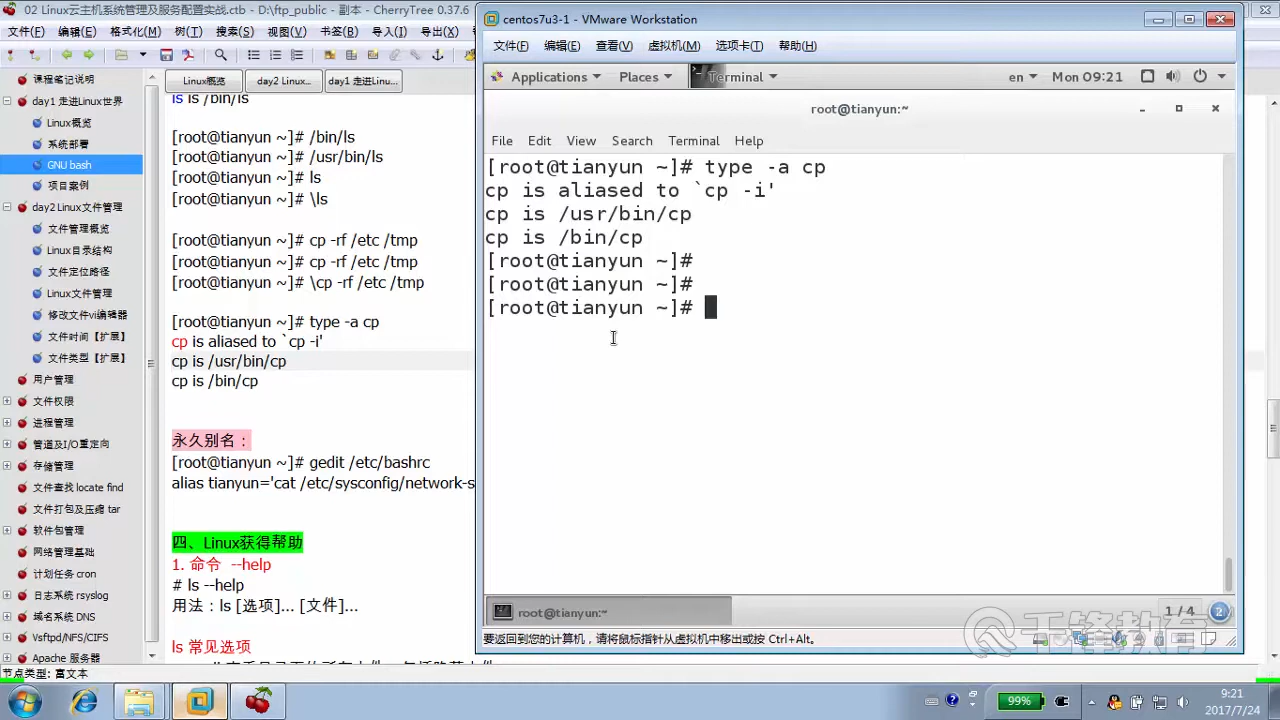 02 Linux云主机系统管理及服务配置实战.ctb - D:\ftp_public - 副本 - CherryTree 0.37.6
文件(F) 编辑(E) 格式化(M) 树(T) 搜索(S) 视图(V) 书签(B) 导入(I) 导出(X)
课程笔记说明
day1 走进Linux世界
Linux概览
系统部署
GNU bash
项目案例
day2 Linux文件管理
文件管理概览
Linux目录结构
文件定位路径
Linux文件管理
修改文件vi编辑器
文件时间【扩展】
文件类型【扩展】
用户管理
文件权限
进程管理
管道及I/O重定向
存储管理
文件查找 locate find
文件打包及压缩 tar
软件包管理
网络管理基础
计划任务 cron
日志系统 rsyslog
域名系统 DNS
Vsftpd/NFS/CIFS
Apache 服务器
节点类型: 富文本
Linux概览 day2 Linux... day1 走进Linu...
ls is /bin/ls
[root@tianyun ~]# /bin/ls
[root@tianyun ~]# /usr/bin/ls
[root@tianyun ~]# ls
[root@tianyun ~]# \ls
[root@tianyun ~]# cp -rf /etc /tmp
[root@tianyun ~]# cp -rf /etc /tmp
[root@tianyun ~]# \cp -rf /etc /tmp
[root@tianyun ~]# type -a cp
cp is aliased to `cp -i'
cp is /usr/bin/cp
cp is /bin/cp
永久别名：
[root@tianyun ~]# gedit /etc/bashrc
alias tianyun='cat /etc/sysconfig/network-s
四、Linux获得帮助
1. 命令 --help
# ls --help
用法：ls [选项]... [文件]...
ls 常见选项
centos7u3-1 - VMware Workstation
文件(F) 编辑(E) 查看(V) 虚拟机(M) 选项卡(T) 帮助(H)
Applications Places Terminal en Mon 09:21
root@tianyun:~
File Edit View Search Terminal Help
[root@tianyun ~]# type -a cp
cp is aliased to `cp -i'
cp is /usr/bin/cp
cp is /bin/cp
[root@tianyun ~]#
[root@tianyun ~]#
[root@tianyun ~]#
root@tianyun:~ 1 / 4 2
要返回到您的计算机，请将鼠标指针从虚拟机中移出或按 Ctrl+Alt。
千锋教育
99%
9:21
2017/7/24